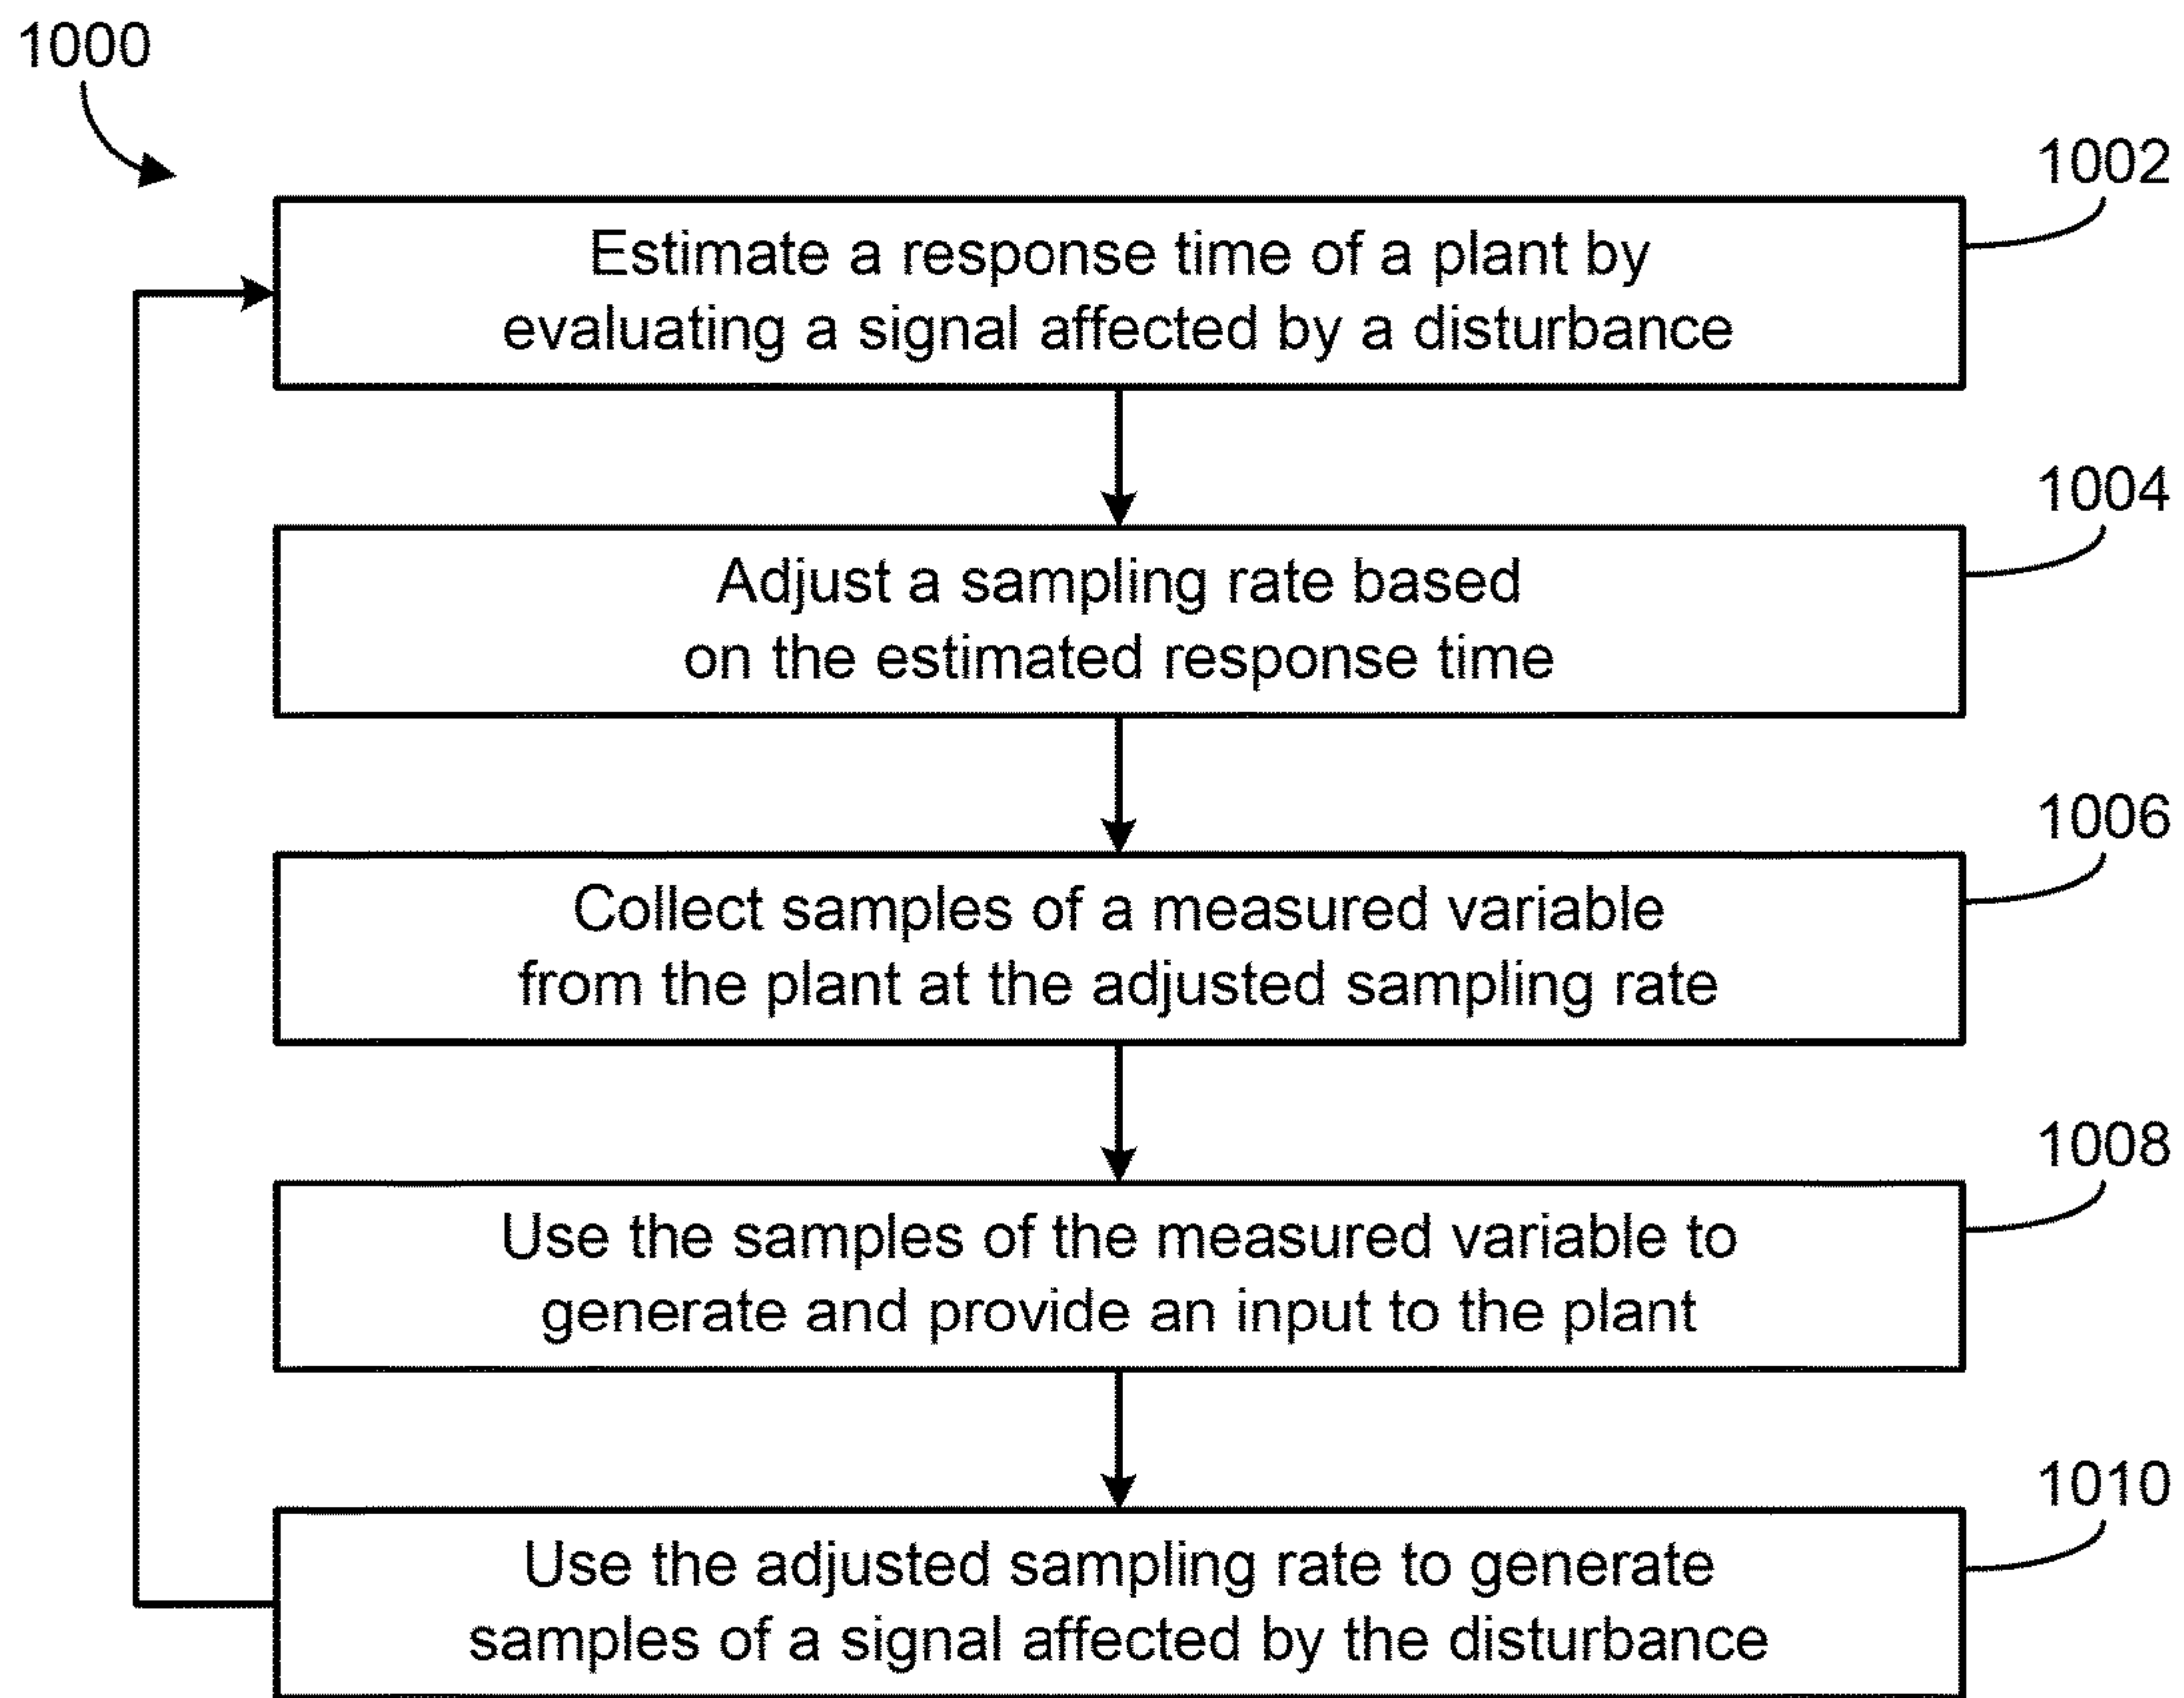 1000
1002
Estimate a response time of a plant by
evaluating a signal affected by a disturbance
1004
Adjust a sampling rate based
on the estimated response time
1006
Collect samples of a measured variable
from the plant at the adjusted sampling rate
1008
Use the samples of the measured variable to
generate and provide an input to the plant
1010
Use the adjusted sampling rate to generate
samples of a signal affected by the disturbance